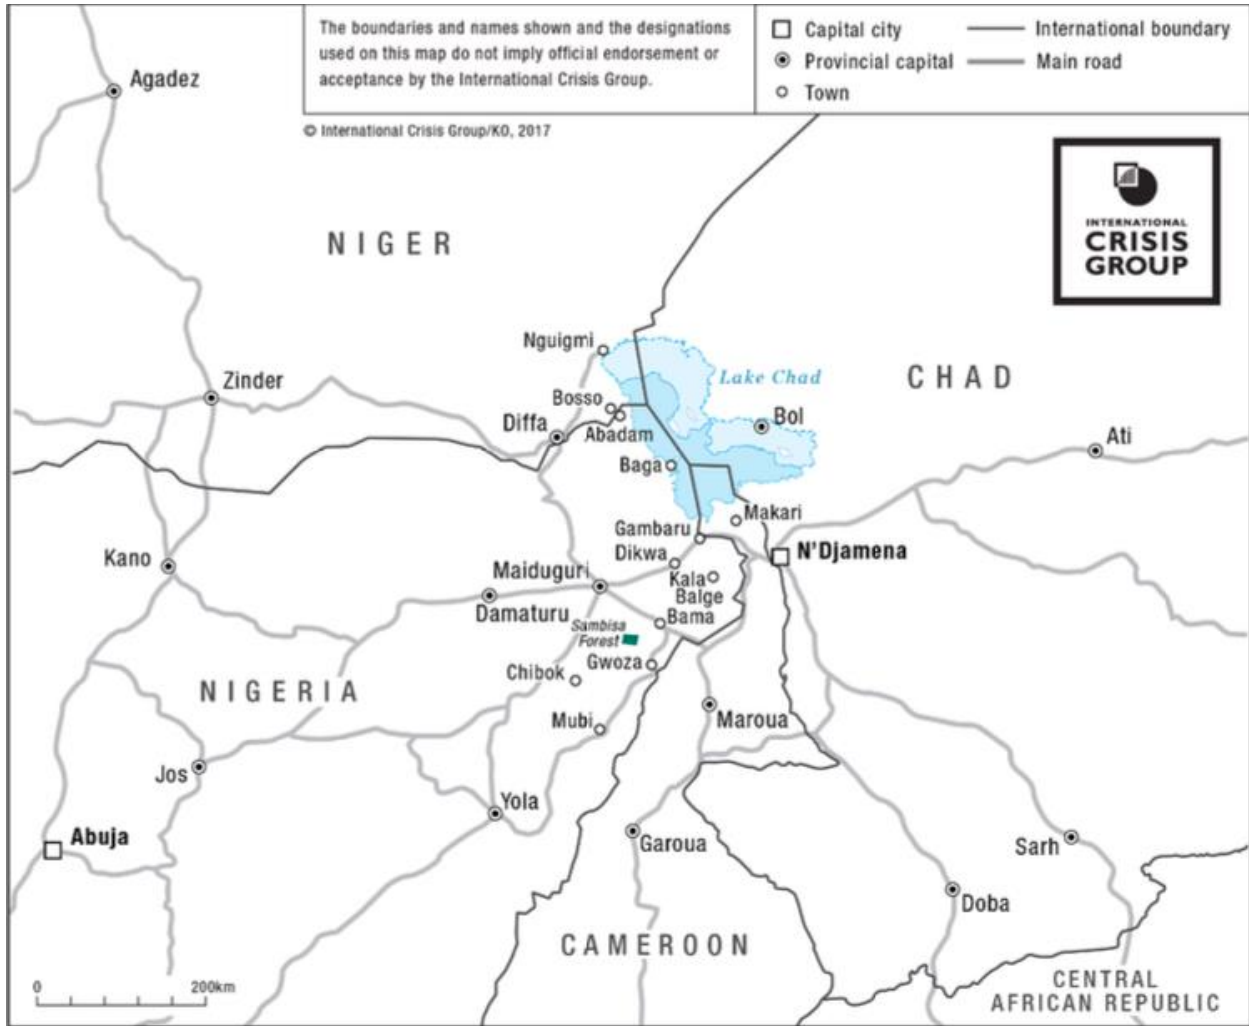 The boundaries and names shown and the designations
used on this map do not imply official endorsement or
acceptance by the International Crisis Group.
Capital city
International boundary
Provincial capital
Main road
Town
© International Crisis Group/KO, 2017
Agadez
INTERNATIONAL
CRISIS
GROUP
NIGER
Nguigmi
Lake Chad
CHAD
Zinder
Bosso
Diffa
Abadam
Bol
Ati
Baga
Makari
Gambaru
Kano
Dikwa
N'Djamena
Maiduguri
Kala
Balge
Damaturu
Bama
Sambisa
Forest
Gwoza
Chibok
NIGERIA
Mubi
Maroua
Jos
Yola
Abuja
Garoua
Sarh
Doba
CAMEROON
CENTRAL
AFRICAN REPUBLIC
0
200km